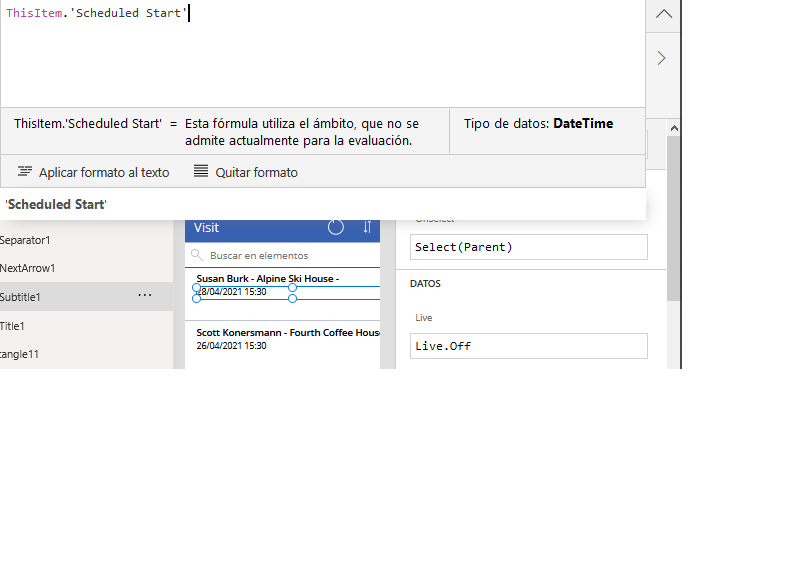 ThisItem.'Scheduled Start'
ThisItem.'Scheduled Start' = Esta fórmula utiliza el ámbito, que no se
admite actualmente para la evaluación.
Tipo de datos: DateTime
Aplicar formato al texto Quitar formato
'Scheduled Start'
Separator1
NextArrow1
Subtitle1 ...
Title1
tangle11
Visit
Buscar en elementos
Susan Burk - Alpine Ski House -
28/04/2021 15:30
Scott Konersmann - Fourth Coffee House
26/04/2021 15:30
OnSelect
Select(Parent)
DATOS
Live
Live.Off